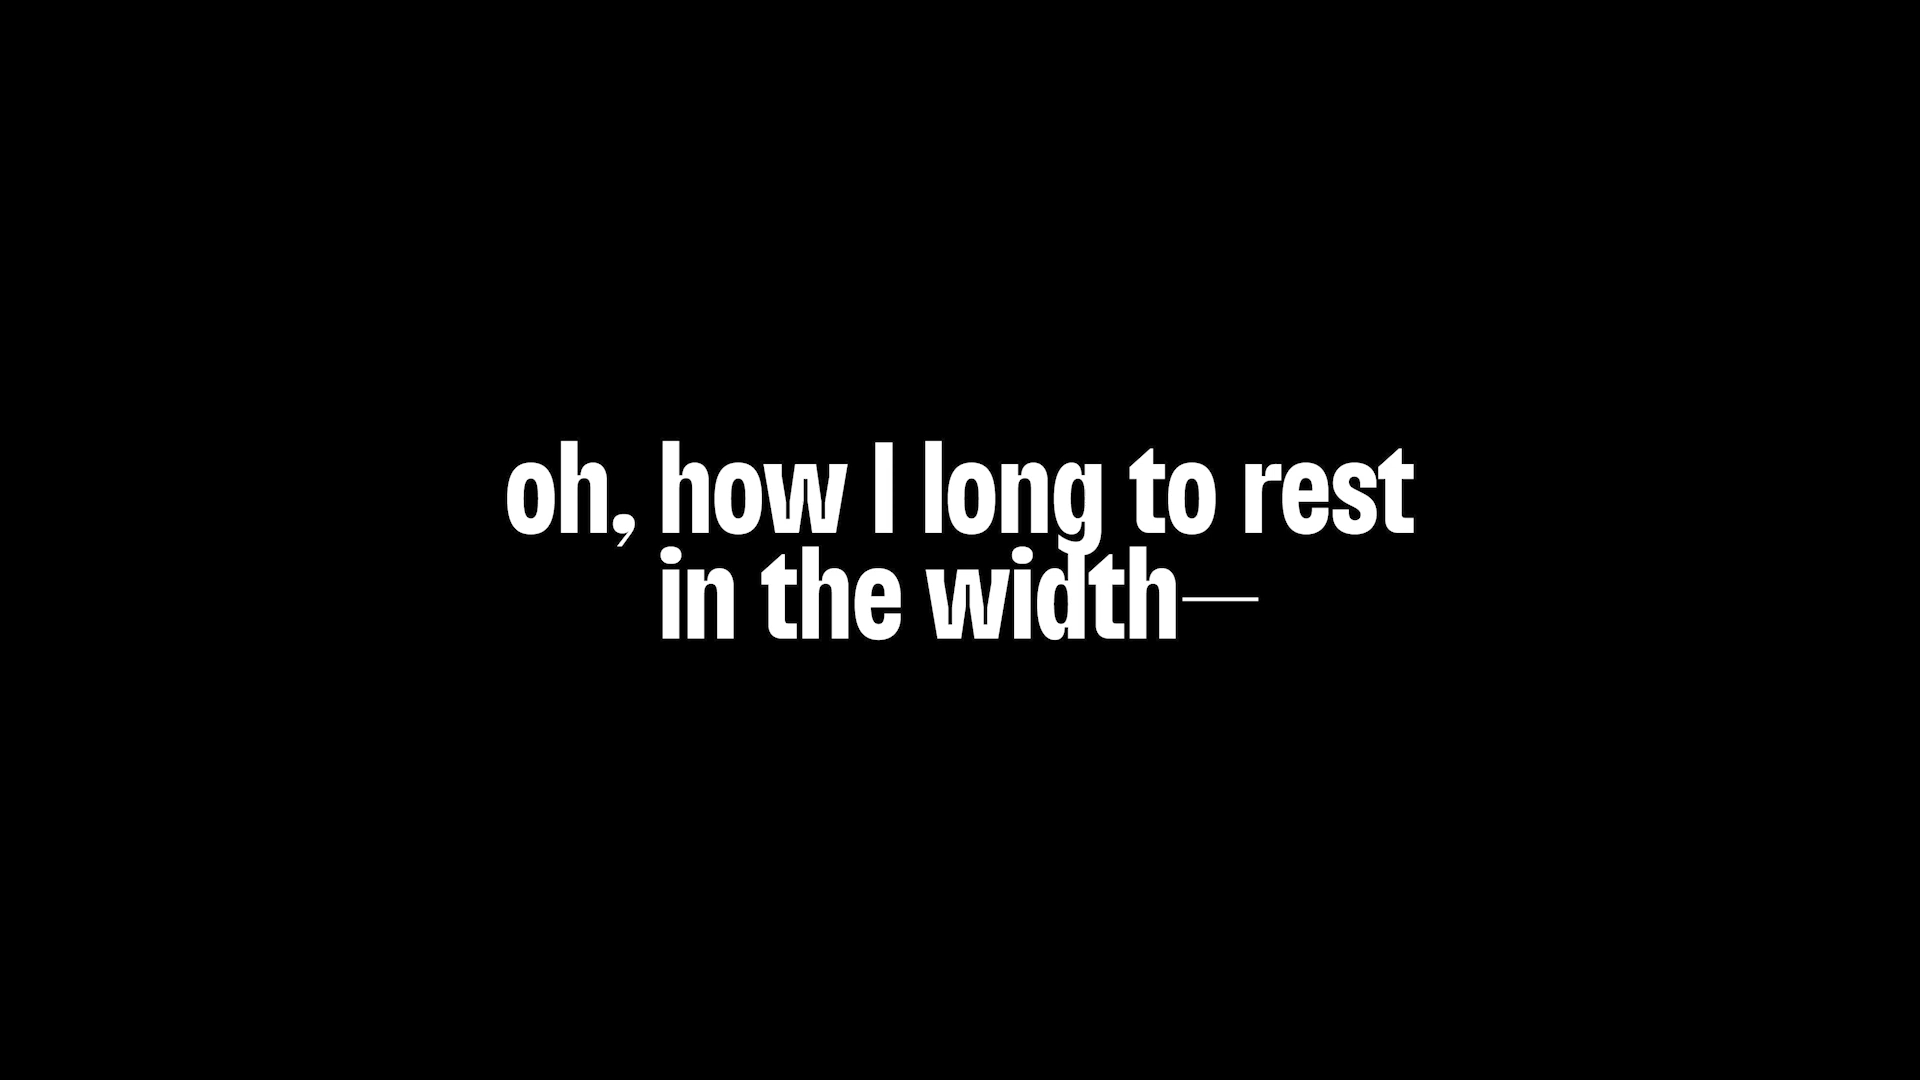 oh, how I long to rest
in the width—